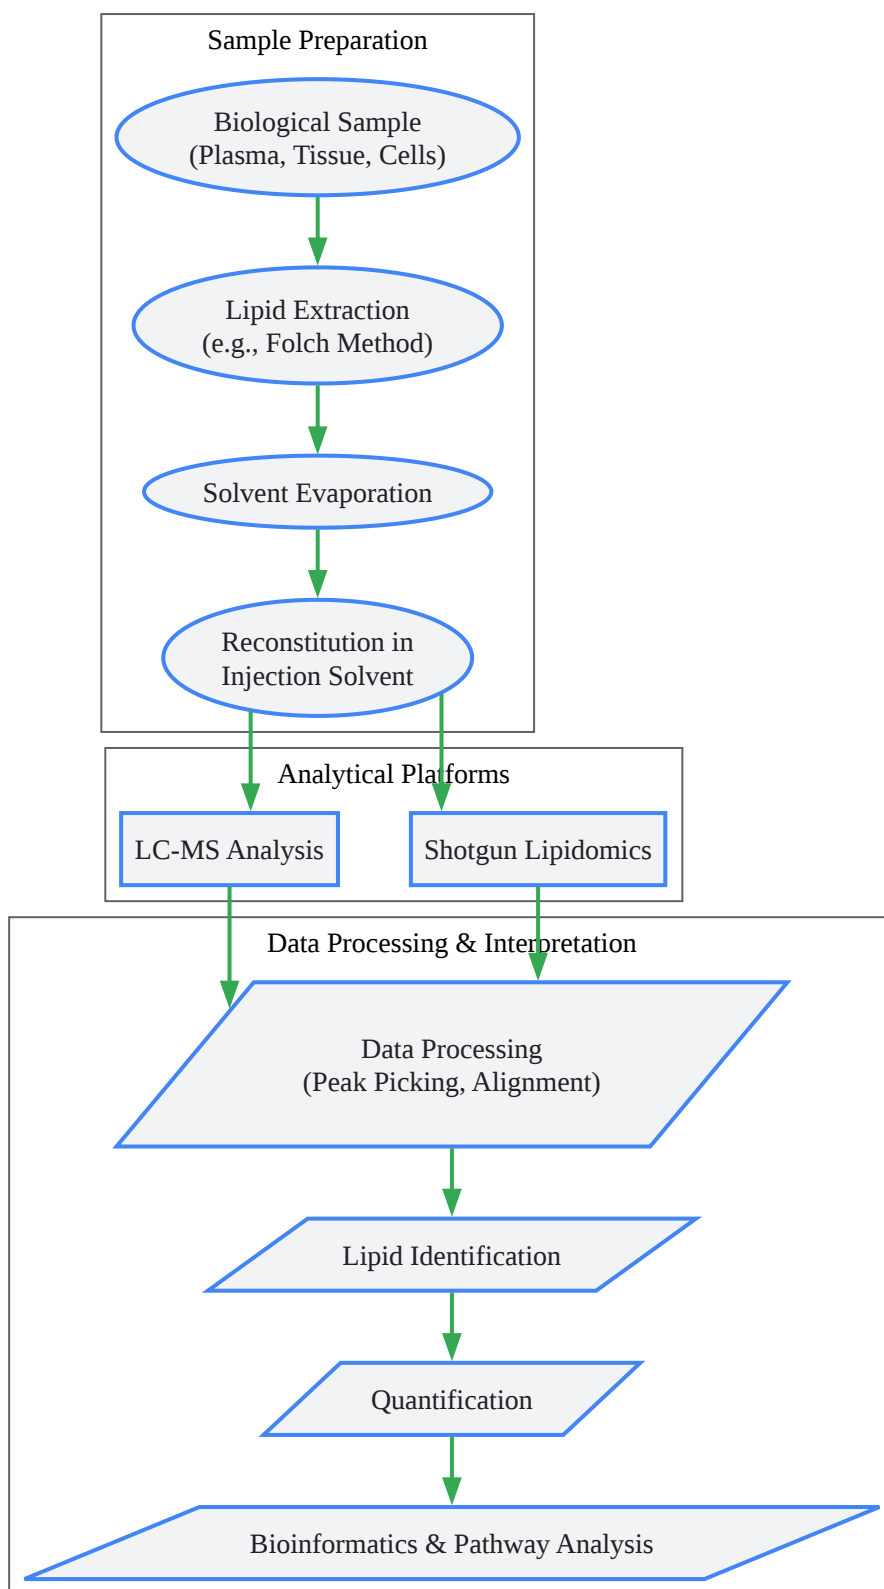 Sample Preparation
Biological Sample
(Plasma, Tissue, Cells)
Lipid Extraction
(e.g., Folch Method)
Solvent Evaporation
Reconstitution in
Injection Solvent
Analytical Platforms
LC-MS Analysis
Shotgun Lipidomics
Data Processing & Interpretation
Data Processing
(Peak Picking, Alignment)
Lipid Identification
Quantification
Bioinformatics & Pathway Analysis